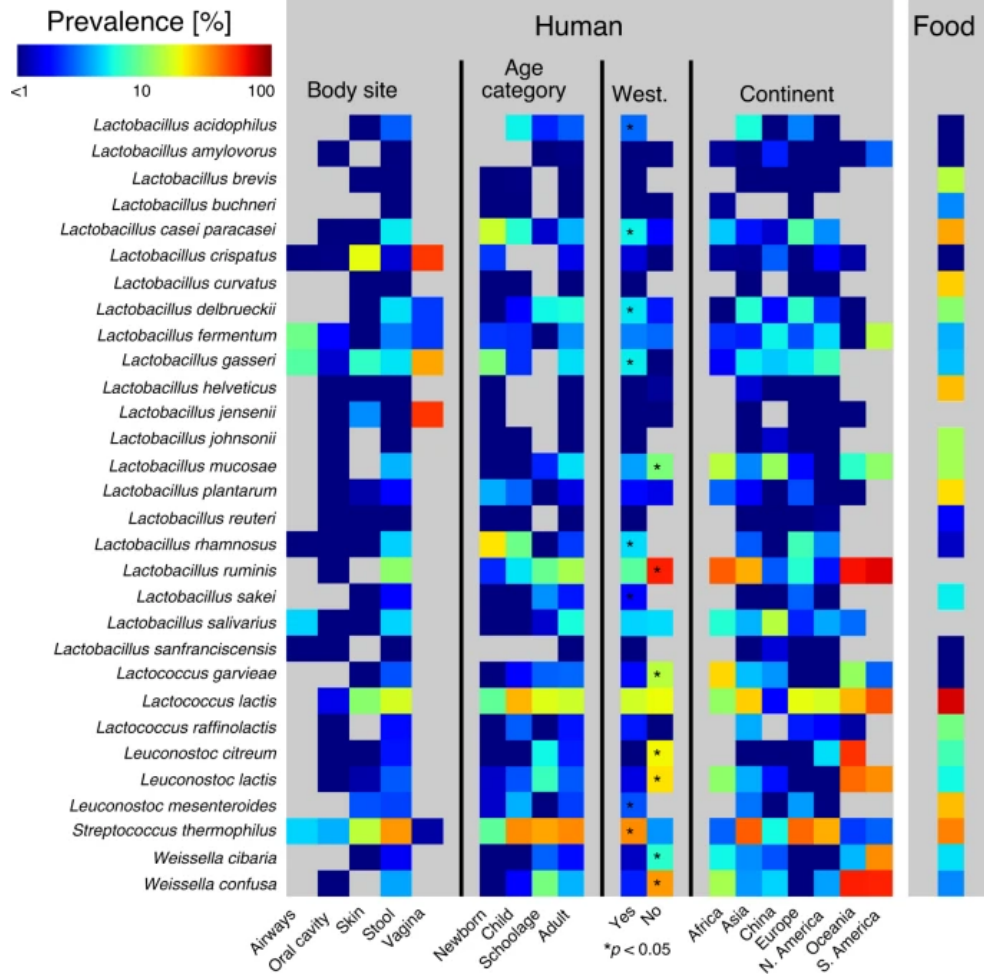 Prevalence [%]
<1 10 100
Human
Food
Body site
Age category
West.
Continent
Lactobacillus acidophilus
Lactobacillus amylovorus
Lactobacillus brevis
Lactobacillus buchneri
Lactobacillus casei paracasei
Lactobacillus crispatus
Lactobacillus curvatus
Lactobacillus delbrueckii
Lactobacillus fermentum
Lactobacillus gasseri
Lactobacillus helveticus
Lactobacillus jensenii
Lactobacillus johnsonii
Lactobacillus mucosae
Lactobacillus plantarum
Lactobacillus reuteri
Lactobacillus rhamnosus
Lactobacillus ruminis
Lactobacillus sakei
Lactobacillus salivarius
Lactobacillus sanfranciscensis
Lactococcus garvieae
Lactococcus lactis
Lactococcus raffinolactis
Leuconostoc citreum
Leuconostoc lactis
Leuconostoc mesenteroides
Streptococcus thermophilus
Weissella cibaria
Weissella confusa
Airways
Oral cavity
Skin
Stool
Vagina
Newborn
Child
Schoolage
Adult
Yes
No
*p < 0.05
Africa
Asia
China
Europe
N. America
Oceania
S. America